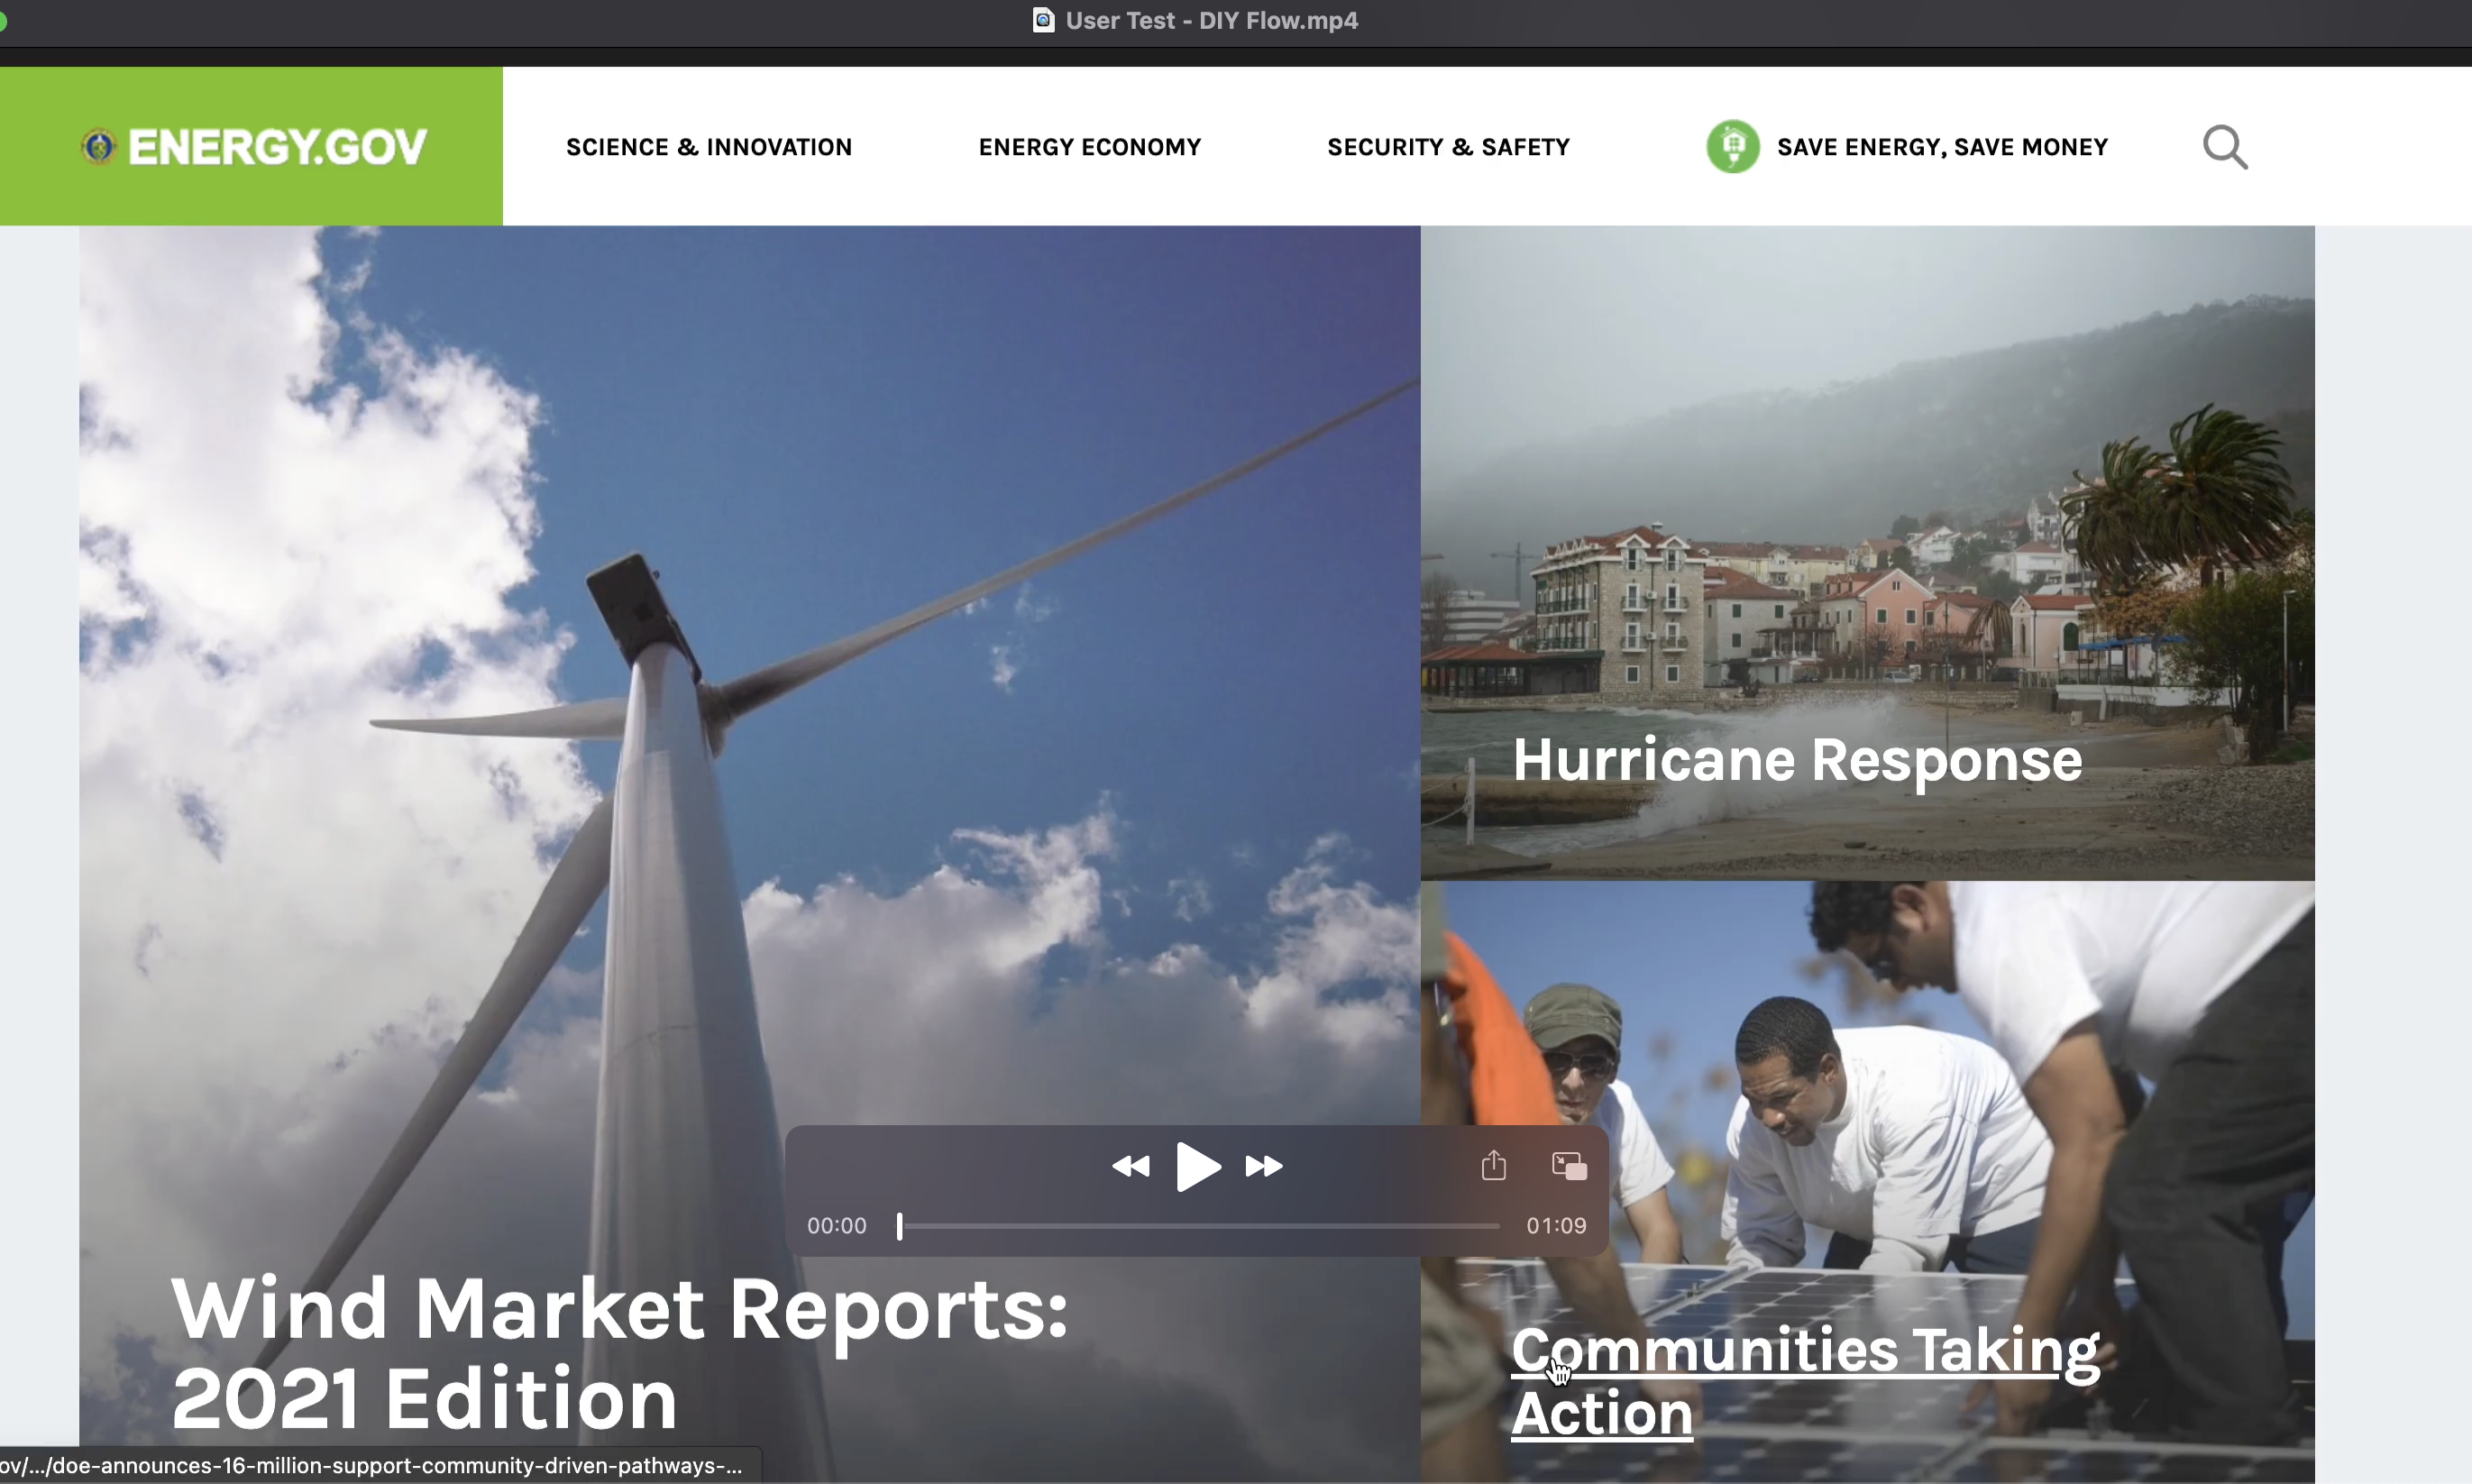 User Test - DIY Flow.mp4
ENERGY.GOV
SCIENCE & INNOVATION
ENERGY ECONOMY
SECURITY & SAFETY
SAVE ENERGY, SAVE MONEY
Hurricane Response
00:00
01:09
Wind Market Reports:
2021 Edition
Communities Taking
Action
ov/.../doe-announces-16-million-support-community-driven-pathways-...